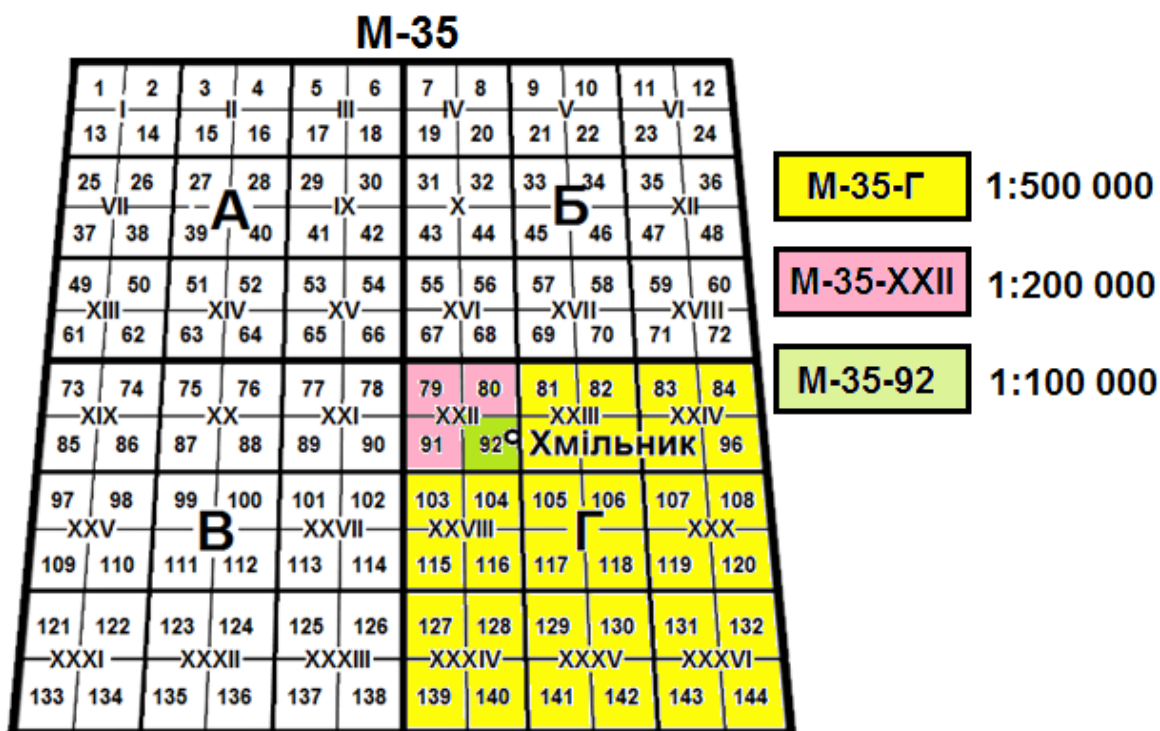 М-35
1 2 3 4 5 6 7 8 9 10 11 12
I II III IV V VI
13 14 15 16 17 18 19 20 21 22 23 24
25 26 27 28 29 30 31 32 33 34 35 36
VII А IX X Б XII
37 38 39 40 41 42 43 44 45 46 47 48
49 50 51 52 53 54 55 56 57 58 59 60
XIII XIV XV XVI XVII XVIII
61 62 63 64 65 66 67 68 69 70 71 72
73 74 75 76 77 78 79 80 81 82 83 84
XIX XX XXI XXII XXIII XXIV
85 86 87 88 89 90 91 92 Хмільник 96
97 98 99 100 101 102 103 104 105 106 107 108
XXV В XXVII XXVIII Г XXX
109 110 111 112 113 114 115 116 117 118 119 120
121 122 123 124 125 126 127 128 129 130 131 132
XXXI XXXII XXXIII XXXIV XXXV XXXVI
133 134 135 136 137 138 139 140 141 142 143 144
М-35-Г 1:500 000
М-35-XXII 1:200 000
М-35-92 1:100 000